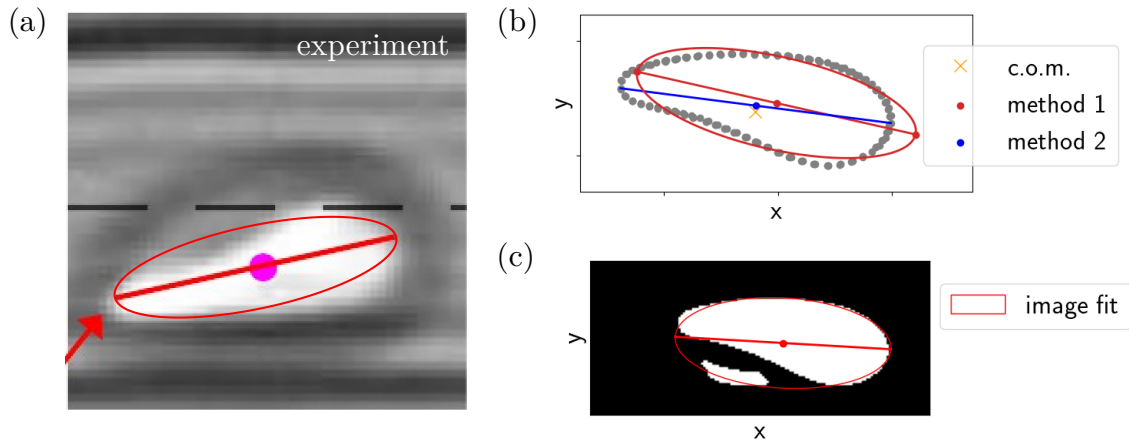 (a)
experiment
(b)
y
x
c.o.m.
method 1
method 2
(c)
y
x
image fit